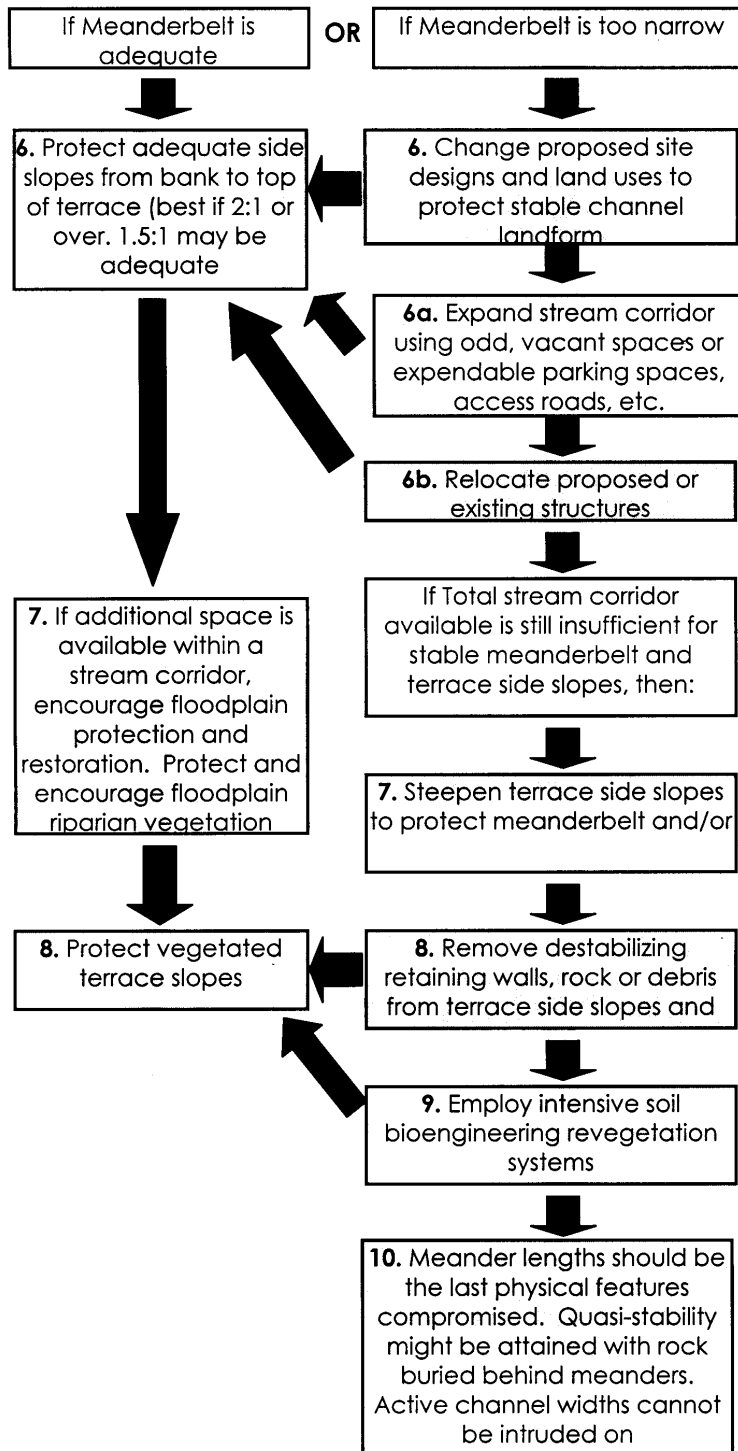 If Meanderbelt is
adequate
OR
If Meanderbelt is too narrow
6. Protect adequate side
slopes from bank to top
of terrace (best if 2:1 or
over. 1.5:1 may be
adequate
6. Change proposed site
designs and land uses to
protect stable channel
landform
6a. Expand stream corridor
using odd, vacant spaces or
expendable parking spaces,
access roads, etc.
6b. Relocate proposed or
existing structures
If Total stream corridor
available is still insufficient for
stable meanderbelt and
terrace side slopes, then:
7. If additional space is
available within a
stream corridor,
encourage floodplain
protection and
restoration. Protect and
encourage floodplain
riparian vegetation
7. Steepen terrace side slopes
to protect meanderbelt and/or
8. Protect vegetated
terrace slopes
8. Remove destabilizing
retaining walls, rock or debris
from terrace side slopes and
9. Employ intensive soil
bioengineering revegetation
systems
10. Meander lengths should be
the last physical features
compromised. Quasi-stability
might be attained with rock
buried behind meanders.
Active channel widths cannot
be intruded on